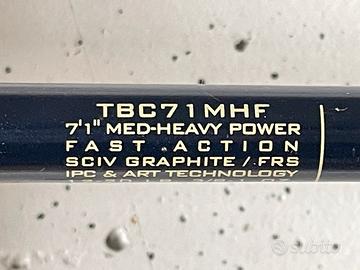 TBC71MHF
7'1" MED-HEAVY POWER
FAST ACTION
SCIV GRAPHITE / FRS
IPC & ART TECHNOLOGY
subito